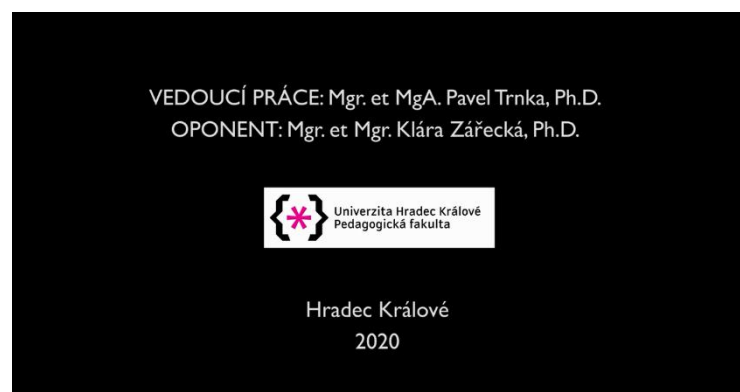 VEDOUCÍ PRÁCE: Mgr. et MgA. Pavel Trnka, Ph.D.
OPONENT: Mgr. et Mgr. Klára Zářecká, Ph.D.
Univerzita Hradec Králové
Pedagogická fakulta
Hradec Králové
2020